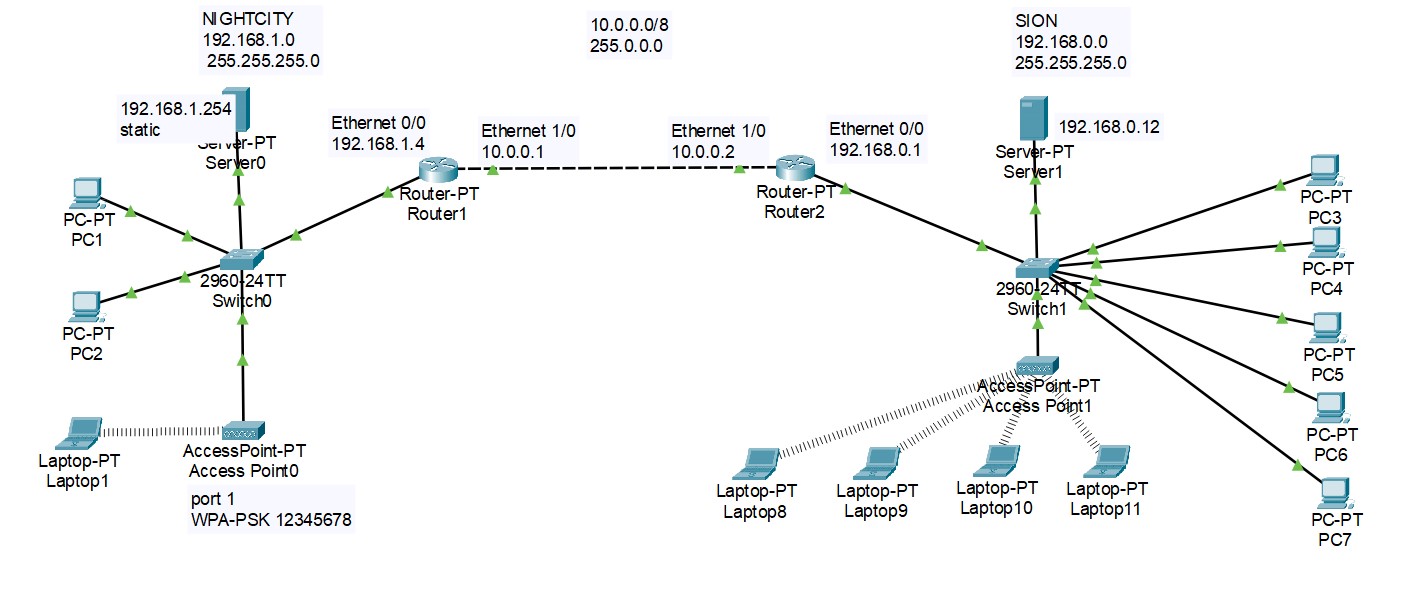 NIGHTCITY
192.168.1.0
255.255.255.0
10.0.0.0/8
255.0.0.0
SION
192.168.0.0
255.255.255.0
192.168.1.254
static
Server-PT
Server0
Ethernet 0/0
192.168.1.4
Ethernet 1/0
10.0.0.1
Ethernet 1/0
10.0.0.2
Ethernet 0/0
192.168.0.1
Server-PT
Server1
192.168.0.12
Router-PT
Router1
Router-PT
Router2
PC-PT
PC1
PC-PT
PC2
2960-24TT
Switch0
2960-24TT
Switch1
PC-PT
PC3
PC-PT
PC4
PC-PT
PC5
PC-PT
PC6
PC-PT
PC7
Laptop-PT
Laptop1
AccessPoint-PT
Access Point0
port 1
WPA-PSK 12345678
AccessPoint-PT
Access Point1
Laptop-PT
Laptop8
Laptop-PT
Laptop9
Laptop-PT
Laptop10
Laptop-PT
Laptop11